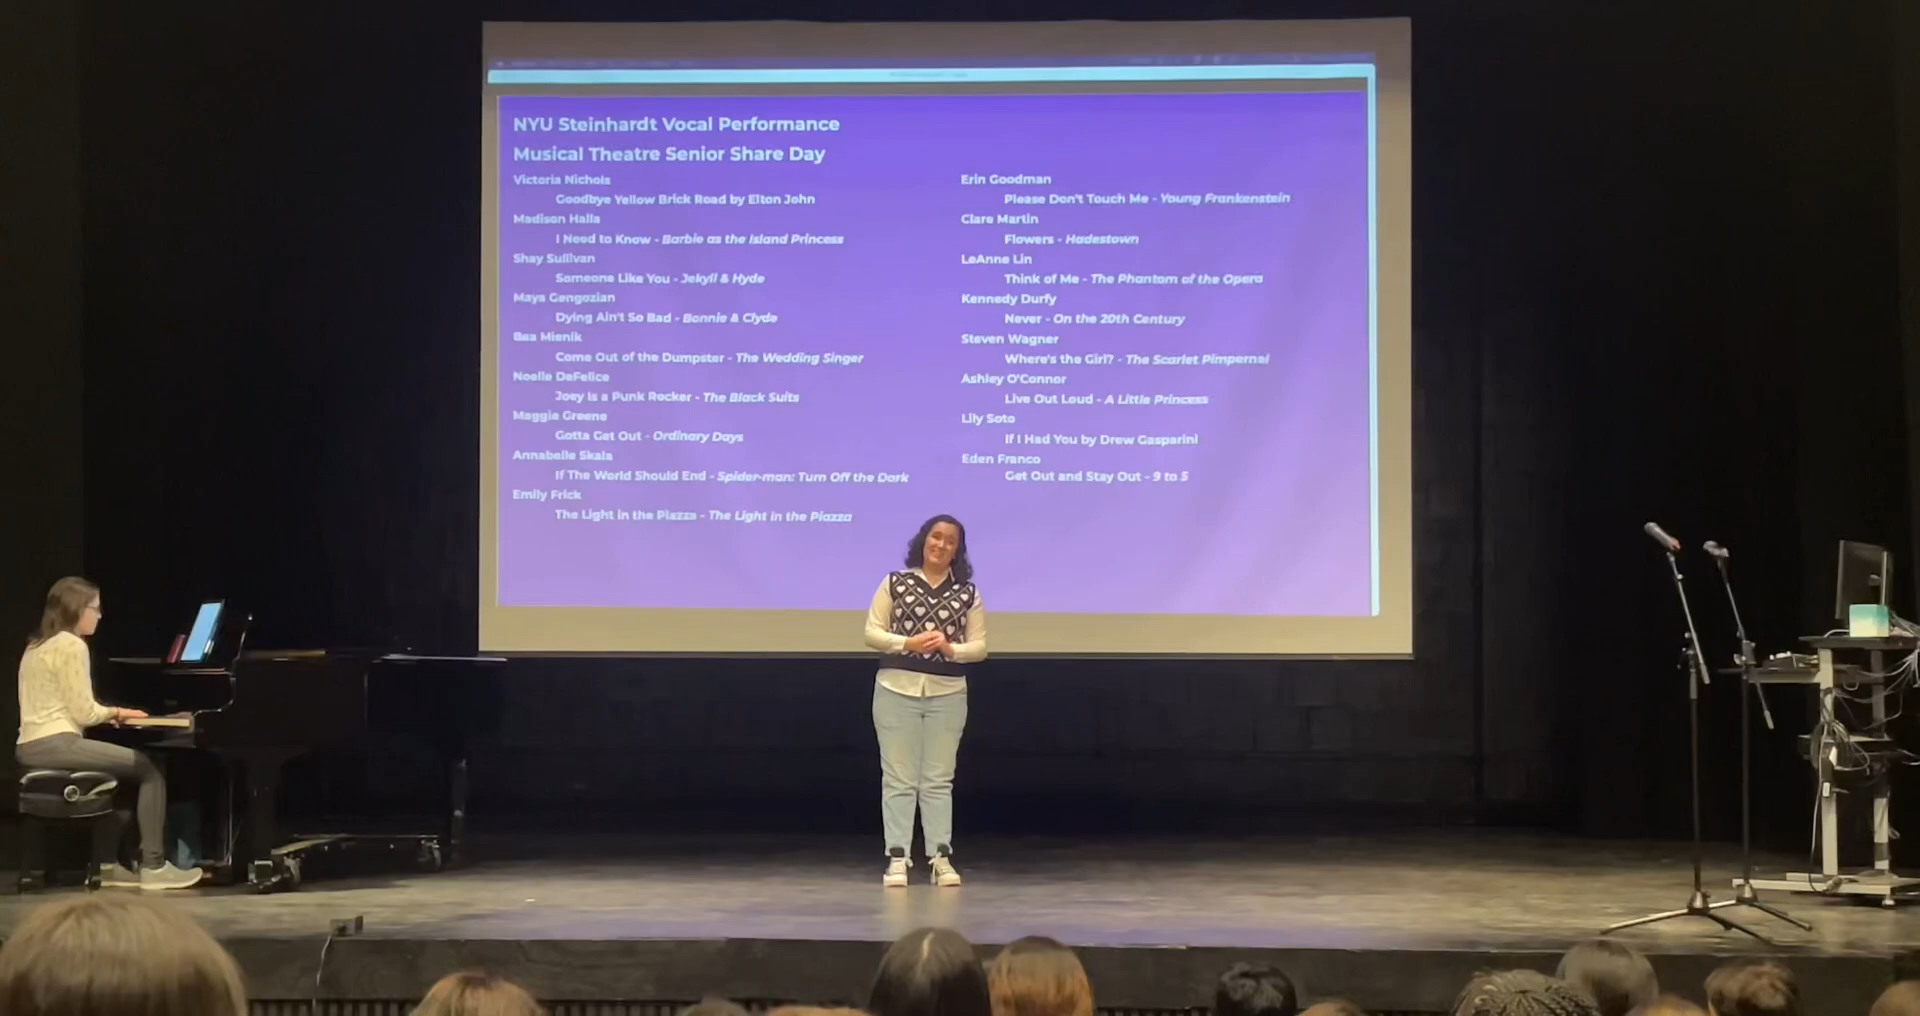 NYU Steinhardt Vocal Performance
Musical Theatre Senior Share Day
Victoria Nichols
Goodbye Yellow Brick Road by Elton John
Madison Halla
I Need to Know - Barbie as the Island Princess
Shay Sullivan
Someone Like You - Jekyll & Hyde
Maya Gengozian
Dying Ain't So Bad - Bonnie & Clyde
Bea Mienik
Come Out of the Dumpster - The Wedding Singer
Noelle DeFelice
Joey Is a Punk Rocker - The Black Suits
Maggie Greene
Gotta Get Out - Ordinary Days
Annabelle Skala
If The World Should End - Spider-man: Turn Off the Dark
Emily Frick
The Light in the Piazza - The Light in the Piazza
Erin Goodman
Please Don't Touch Me - Young Frankenstein
Clare Martin
Flowers - Hadestown
LeAnne Lin
Think of Me - The Phantom of the Opera
Kennedy Durfy
Never - On the 20th Century
Steven Wagner
Where's the Girl? - The Scarlet Pimpernel
Ashley O'Connor
Live Out Loud - A Little Princess
Lily Soto
If I Had You by Drew Gasparini
Eden Franco
Get Out and Stay Out - 9 to 5